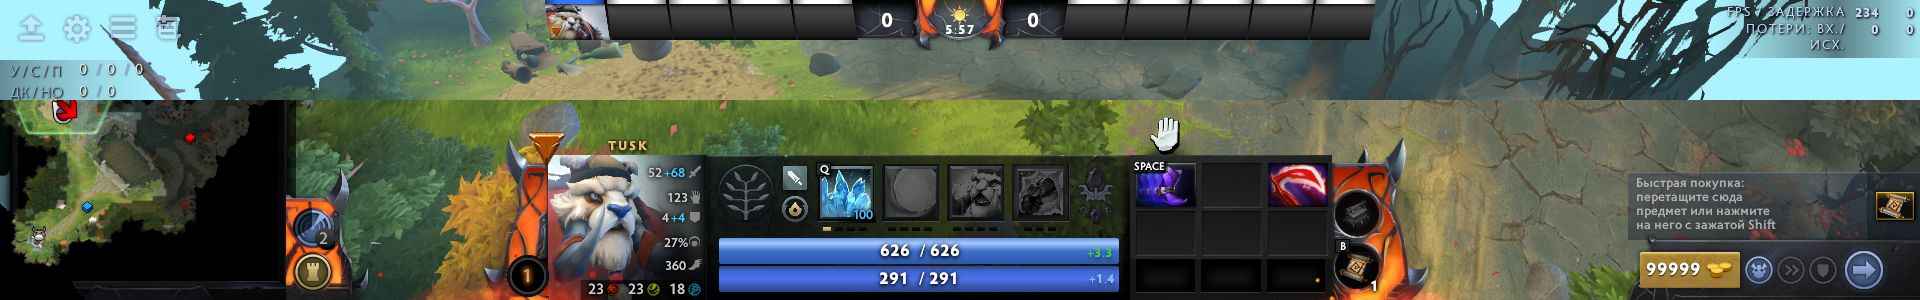 0 5:57 0
FPS / ЗАДЕРЖКА 234 0
ПОТЕРИ: ВХ./ 0 0
ИСХ.
У/С/П 0 / 0 / 0
ДК/НО 0 / 0
TUSK
52+68
123
4+4
27%
360
23 23 18
1
2
Q
100
626 / 626 +3.3
291 / 291 +1.4
SPACE
B
1
Быстрая покупка:
перетащите сюда
предмет или нажмите
на него с зажатой Shift
99999